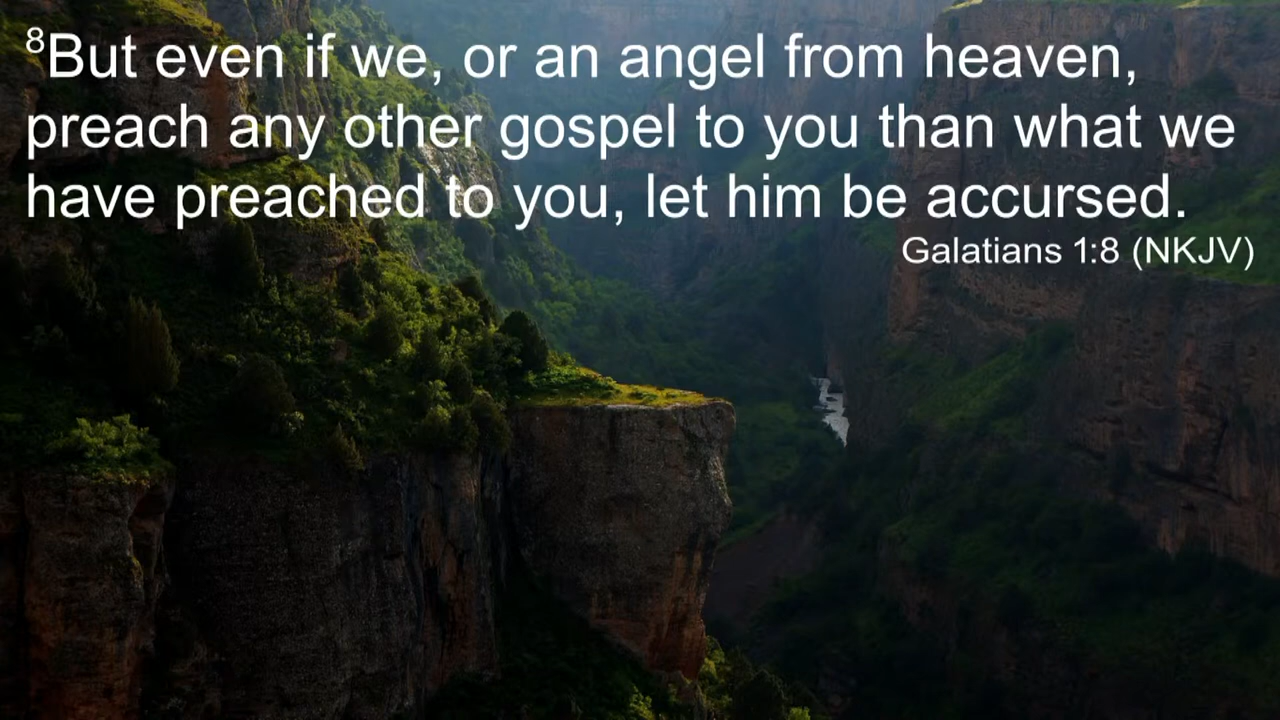 8But even if we, or an angel from heaven,
preach any other gospel to you than what we
have preached to you, let him be accursed.
Galatians 1:8 (NKJV)